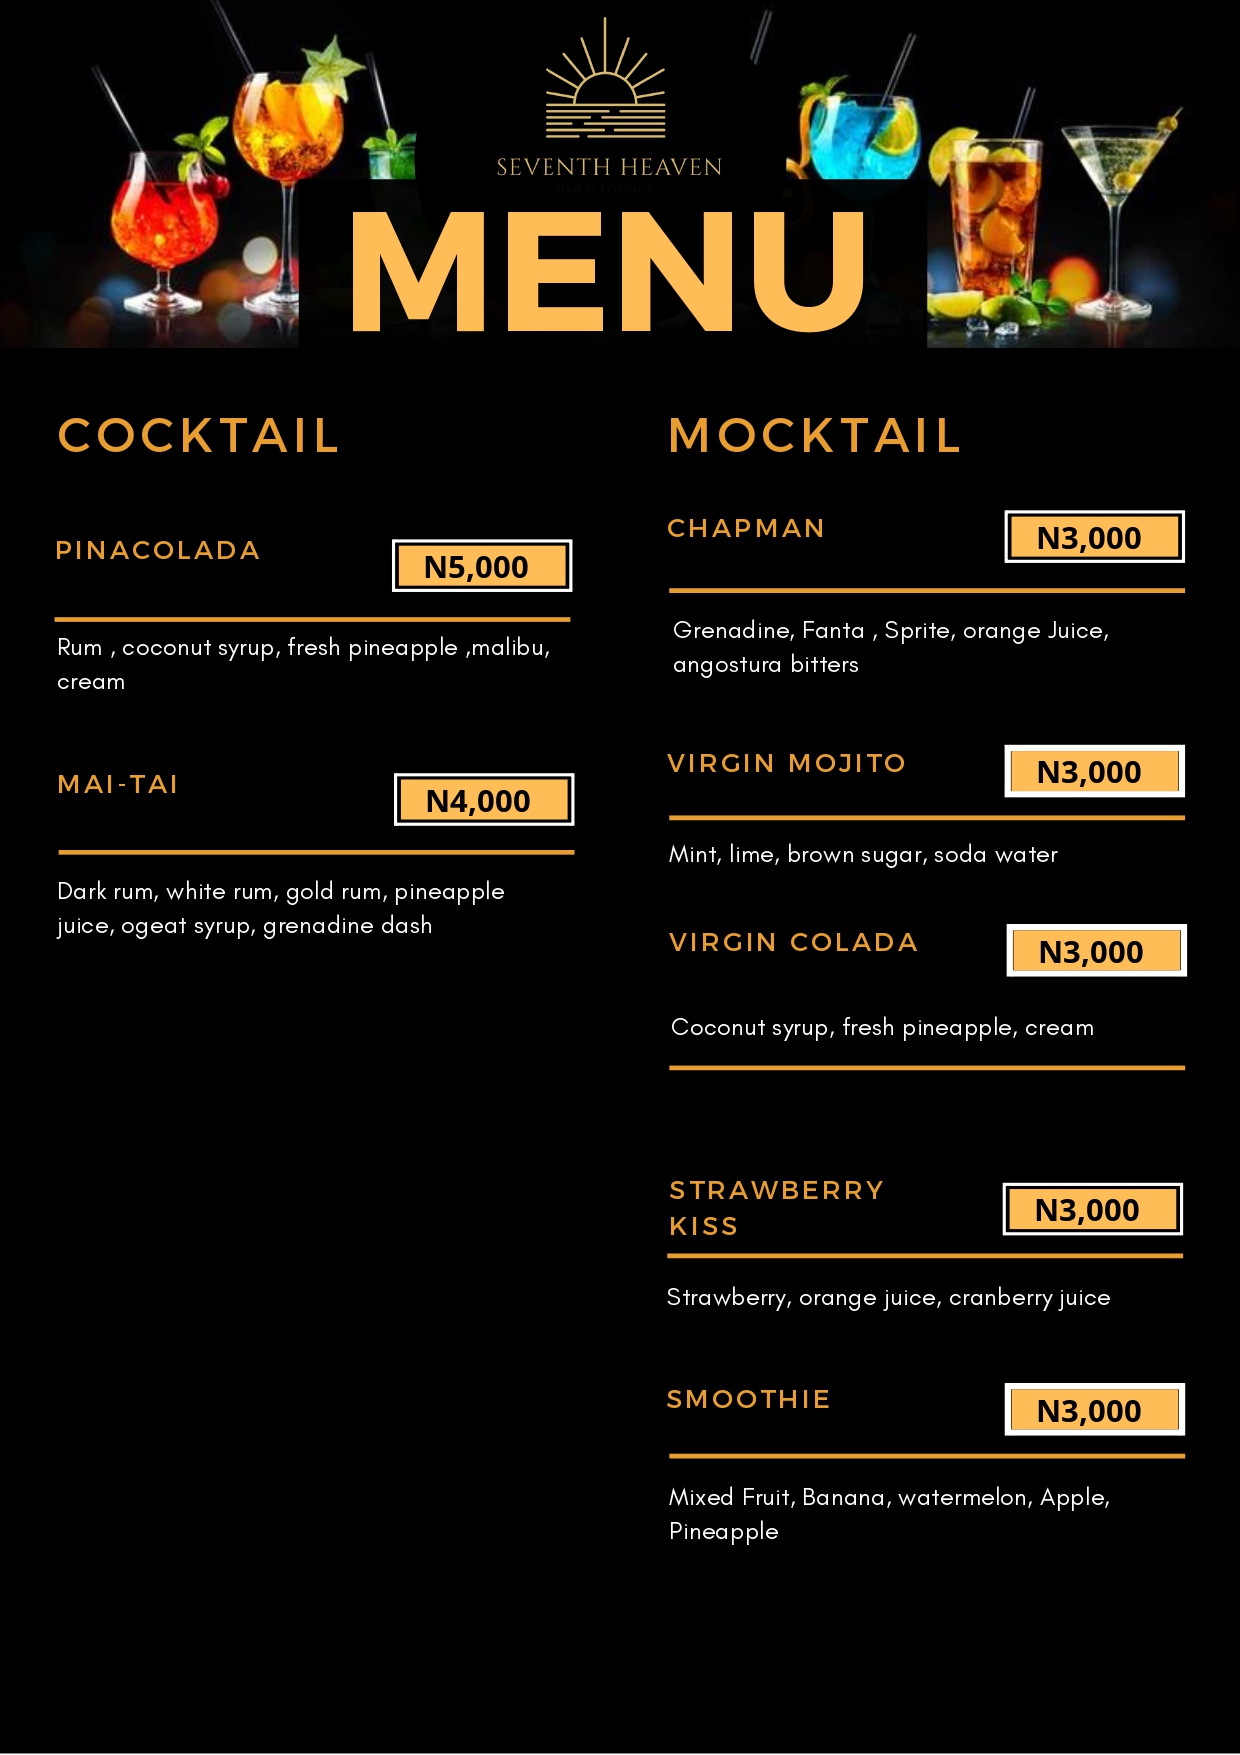 SEVENTH HEAVEN
BAR & LOUNGE
MENU
COCKTAIL
PINACOLADA
N5,000
Rum , coconut syrup, fresh pineapple ,malibu,
cream
MAI-TAI
N4,000
Dark rum, white rum, gold rum, pineapple
juice, ogeat syrup, grenadine dash
MOCKTAIL
CHAPMAN
N3,000
Grenadine, Fanta , Sprite, orange Juice,
angostura bitters
VIRGIN MOJITO
N3,000
Mint, lime, brown sugar, soda water
VIRGIN COLADA
N3,000
Coconut syrup, fresh pineapple, cream
STRAWBERRY
KISS
N3,000
Strawberry, orange juice, cranberry juice
SMOOTHIE
N3,000
Mixed Fruit, Banana, watermelon, Apple,
Pineapple